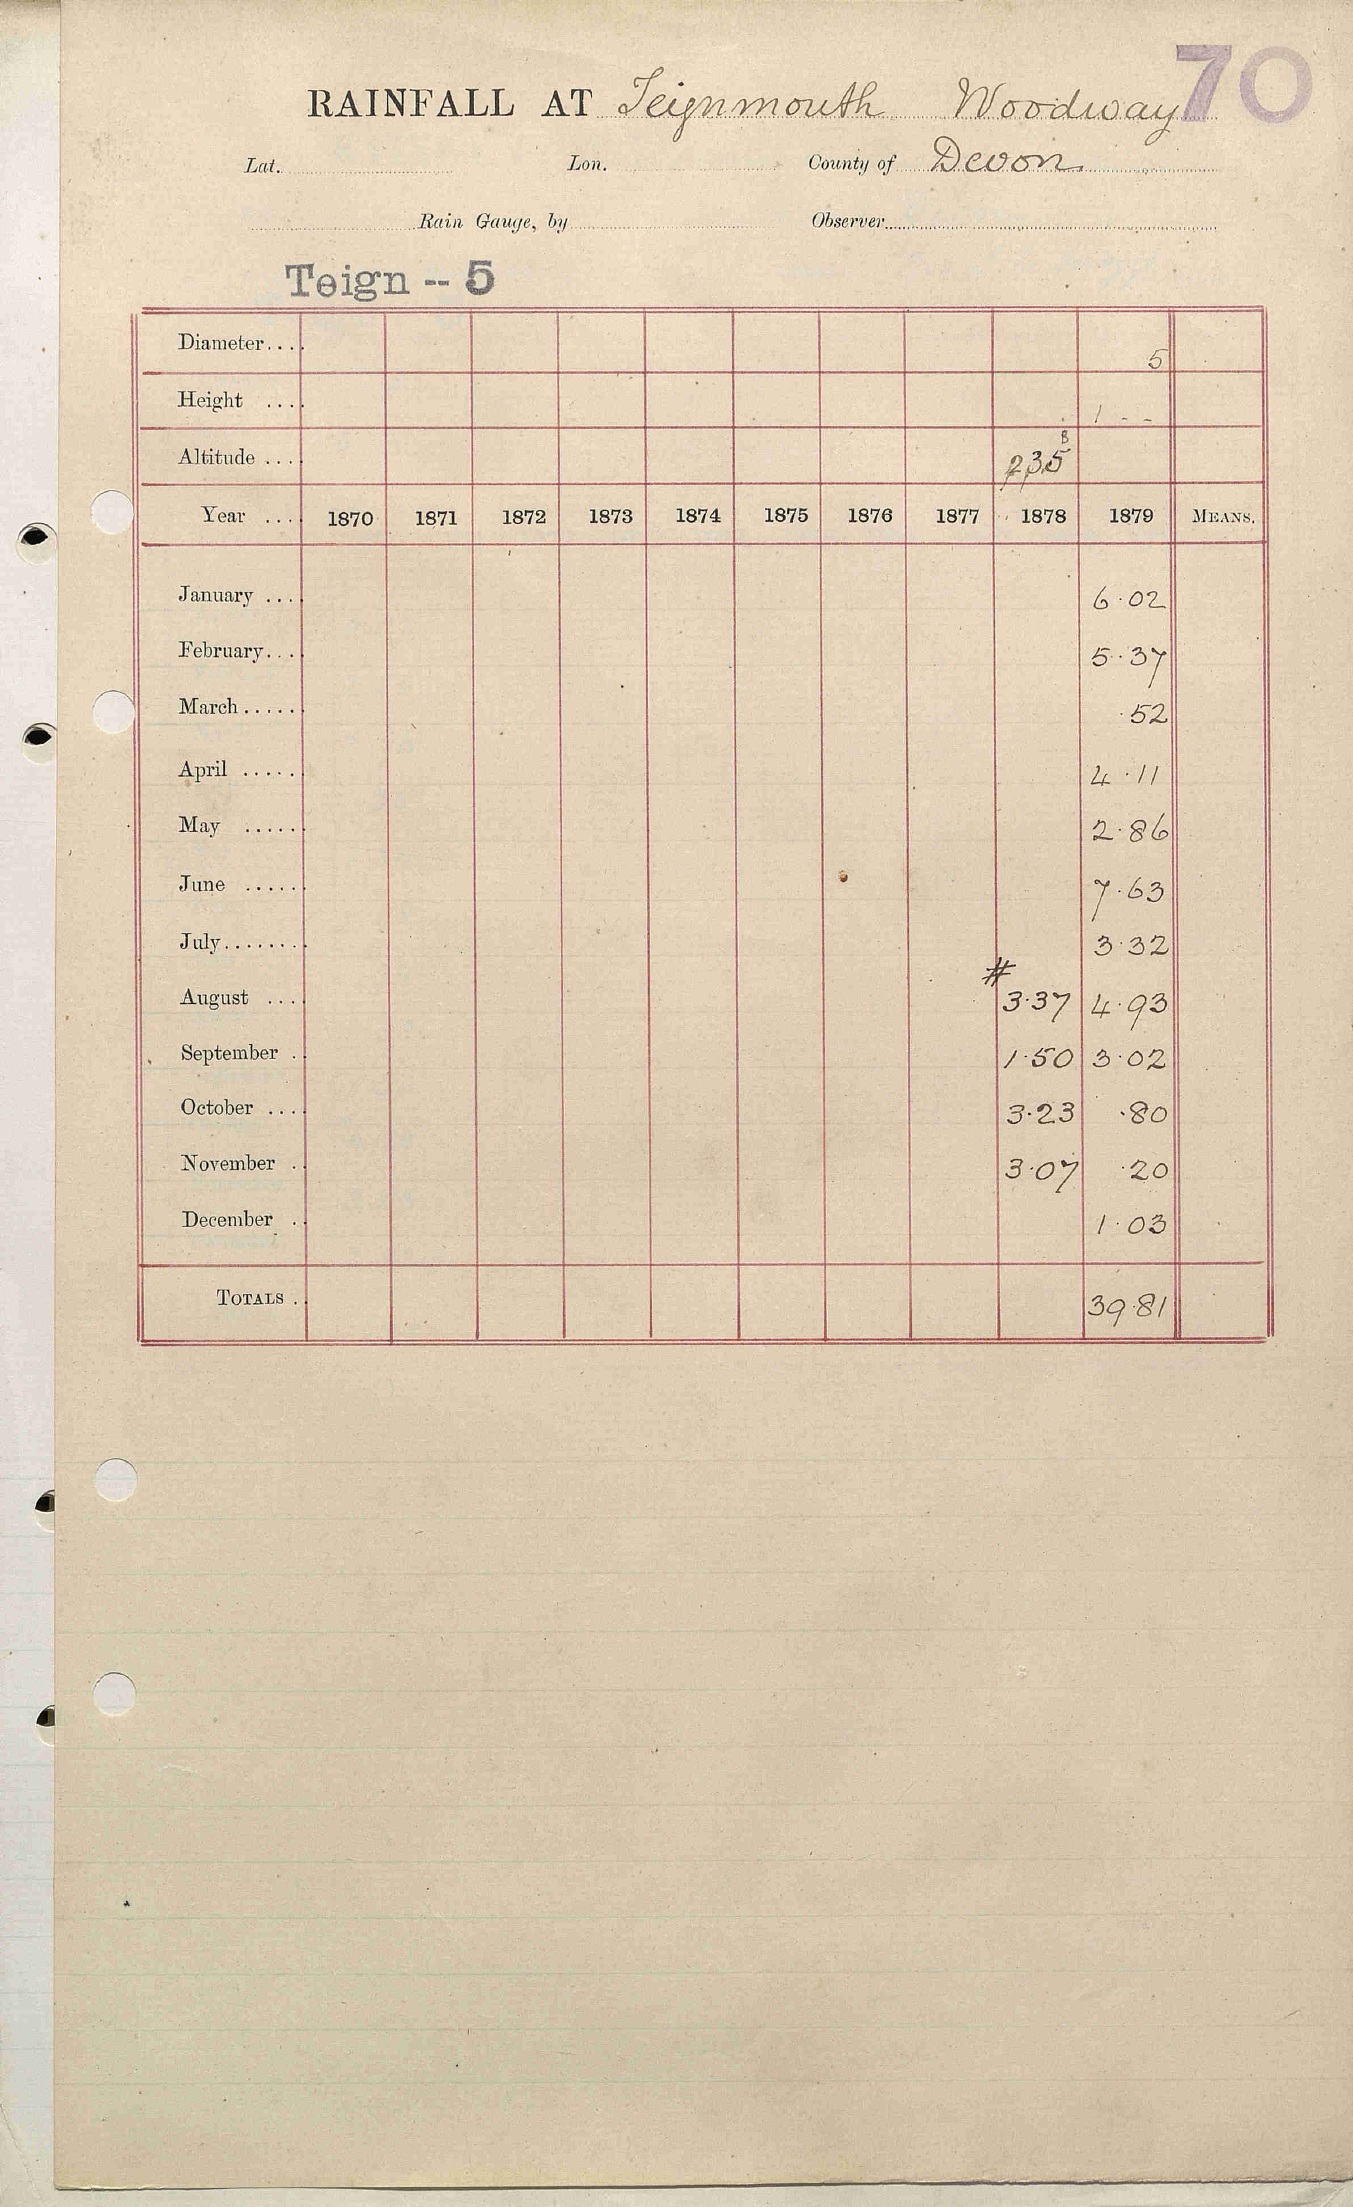 70
RAINFALL AT Teignmouth Woodway
Lat. Lon. County of Devon
Rain Gauge, by Observer
Teign -- 5
Diameter.... 5
Height .... 1 - -
Altitude .... 235 B
Year .... 1870 1871 1872 1873 1874 1875 1876 1877 1878 1879 MEANS.
January .... 6.02
February.... 5.37
March...... .52
April ...... 4.11
May ...... 2.86
June ...... 7.63
July........ 3.32
#
August .... 3.37 4.93
September .. 1.50 3.02
October .... 3.23 .80
November .. 3.07 .20
December .. 1.03
TOTALS .. 39.81